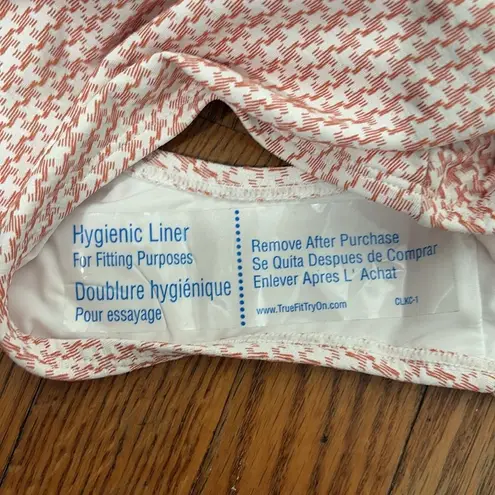 Hygienic Liner
For Fitting Purposes
Doublure hygiénique
Pour essayage
Remove After Purchase
Se Quita Despues de Comprar
Enlever Apres L' Achat
www.TrueFitTryOn.com CLKC-1